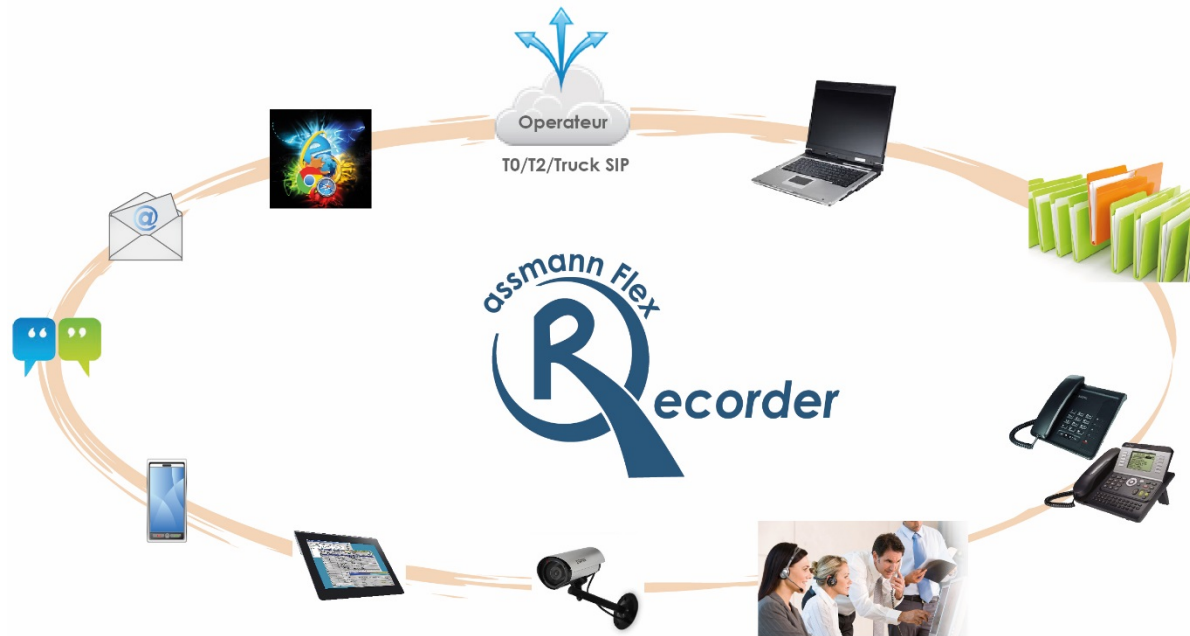 Operateur
T0/T2/Truck SIP
@
assmann Flex
Recorder